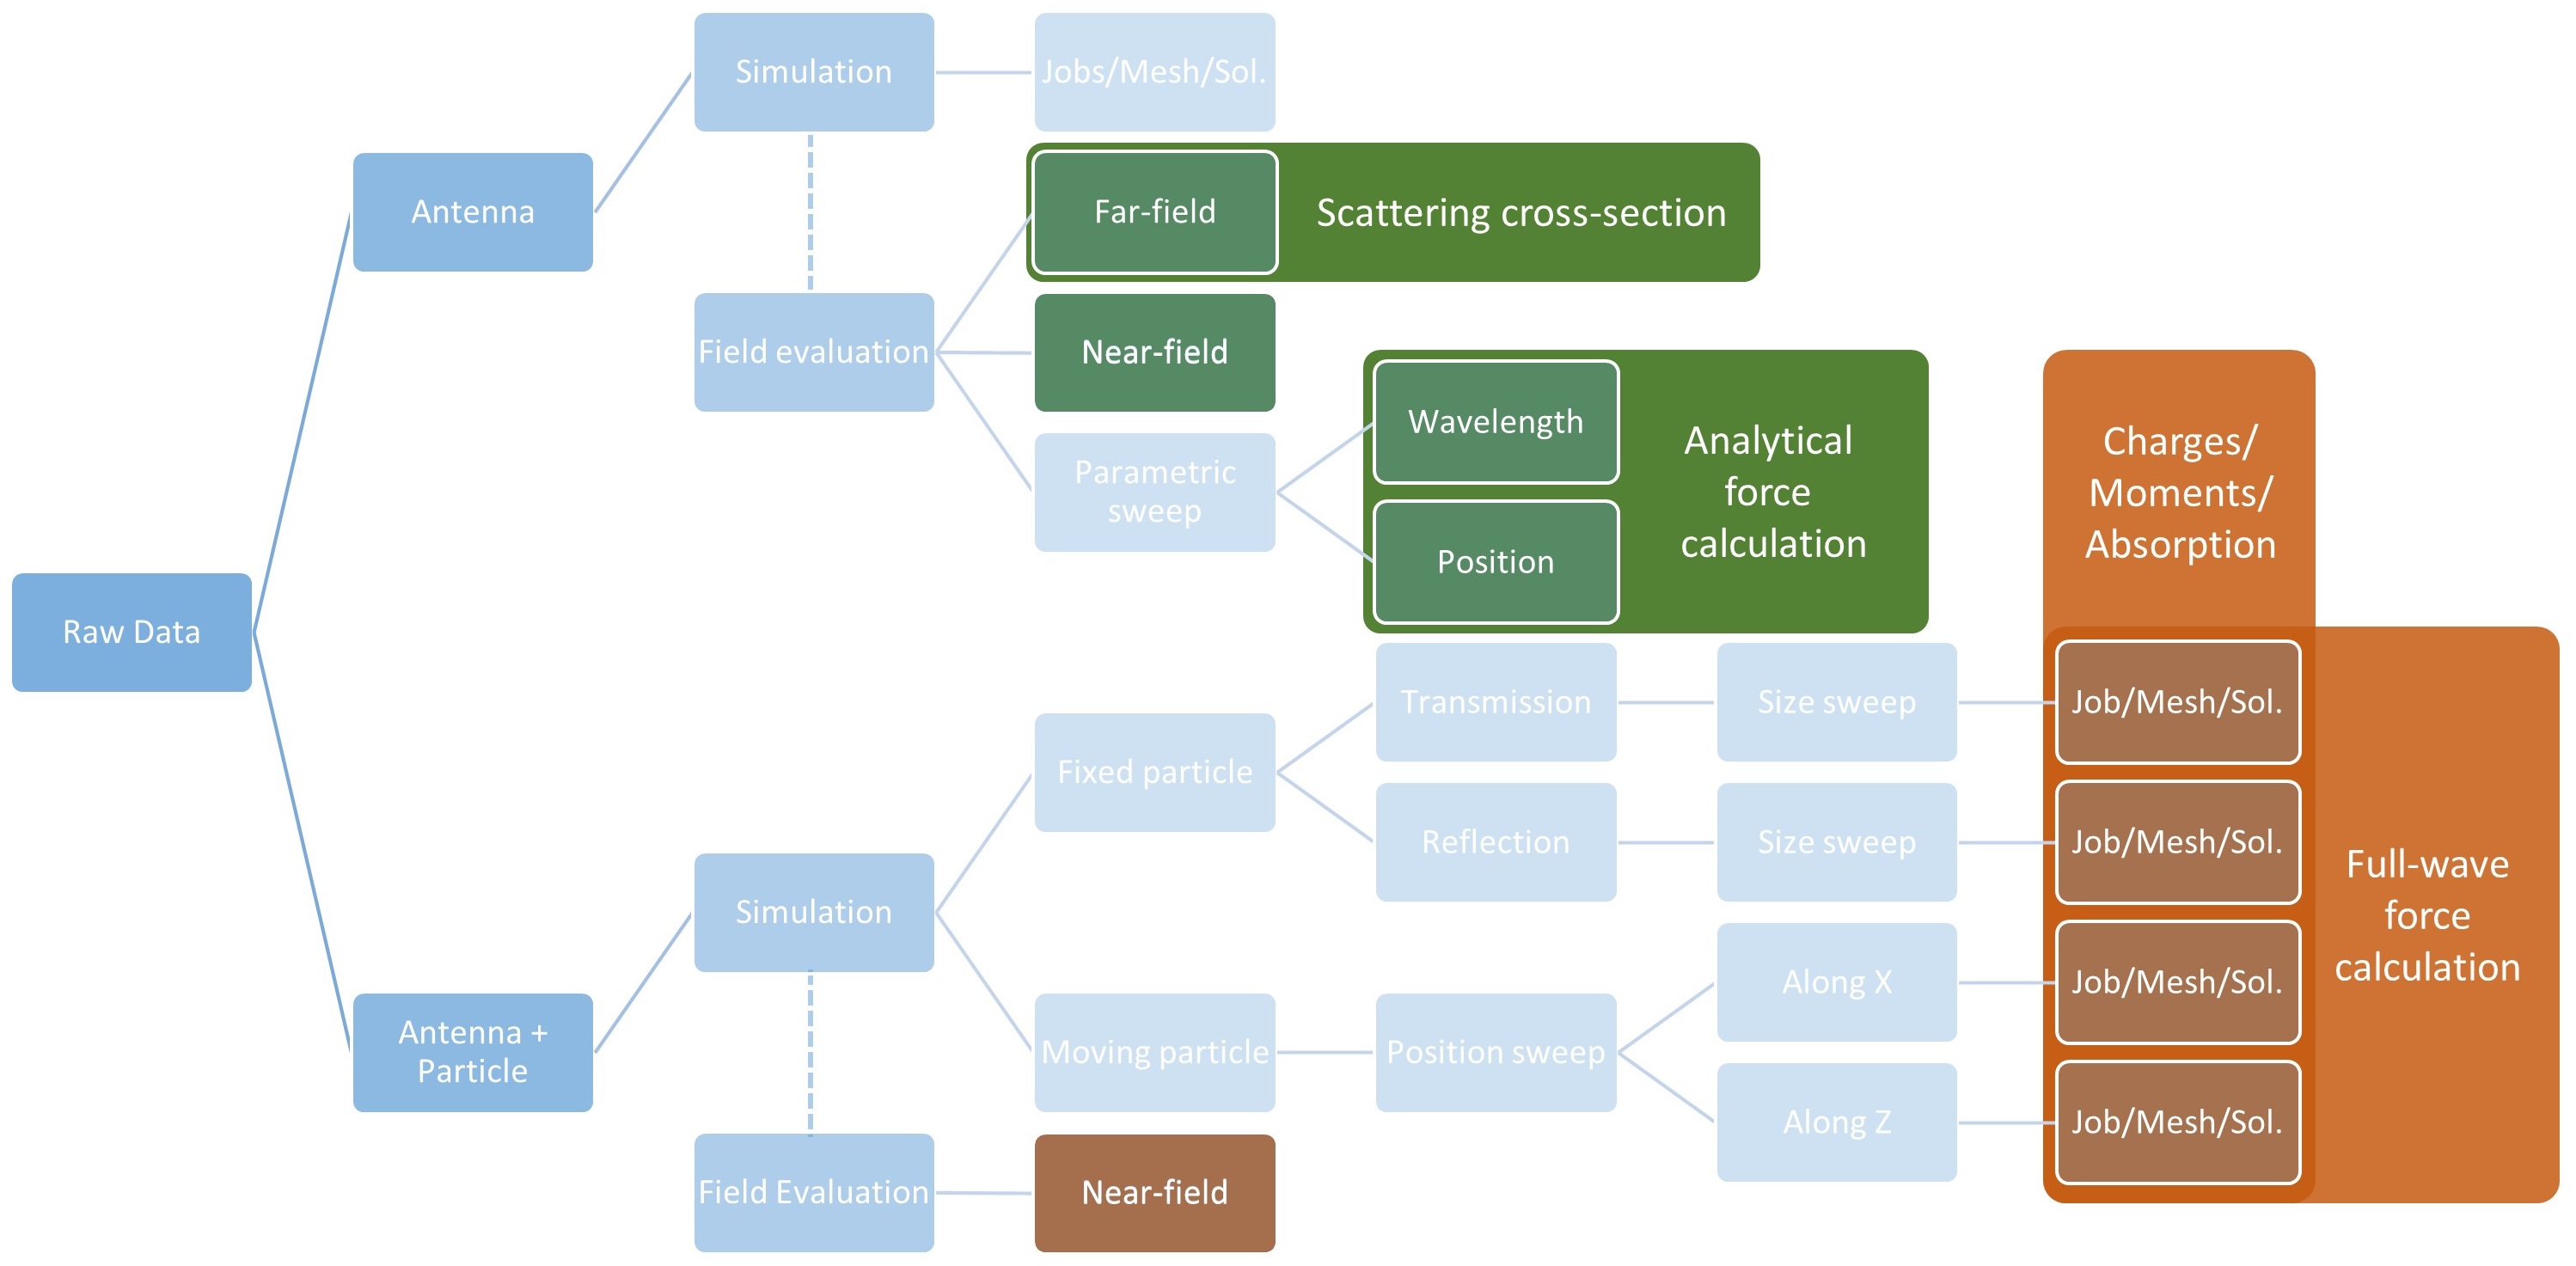 Simulation
Jobs/Mesh/Sol.
Antenna
Far-field
Scattering cross-section
Field evaluation
Near-field
Parametric
sweep
Wavelength
Position
Analytical
force
calculation
Charges/
Moments/
Absorption
Raw Data
Transmission
Size sweep
Job/Mesh/Sol.
Fixed particle
Reflection
Size sweep
Job/Mesh/Sol.
Full-wave
force
calculation
Simulation
Along X
Job/Mesh/Sol.
Antenna +
Particle
Moving particle
Position sweep
Along Z
Job/Mesh/Sol.
Field Evaluation
Near-field